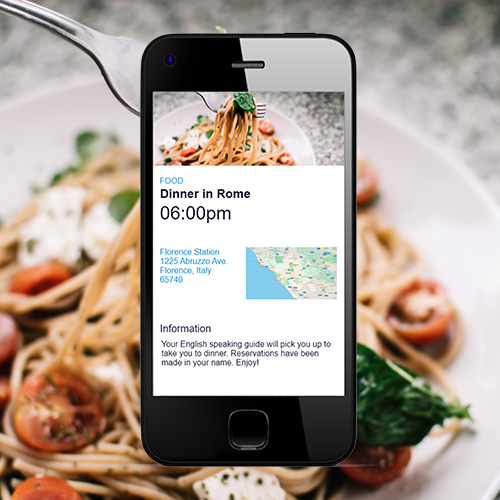 FOOD
Dinner in Rome
06:00pm
Florence Station
1225 Abruzzo Ave.
Florence, Italy
65740
Information
Your English speaking guide will pick you up to
take you to dinner. Reservations have been
made in your name. Enjoy!